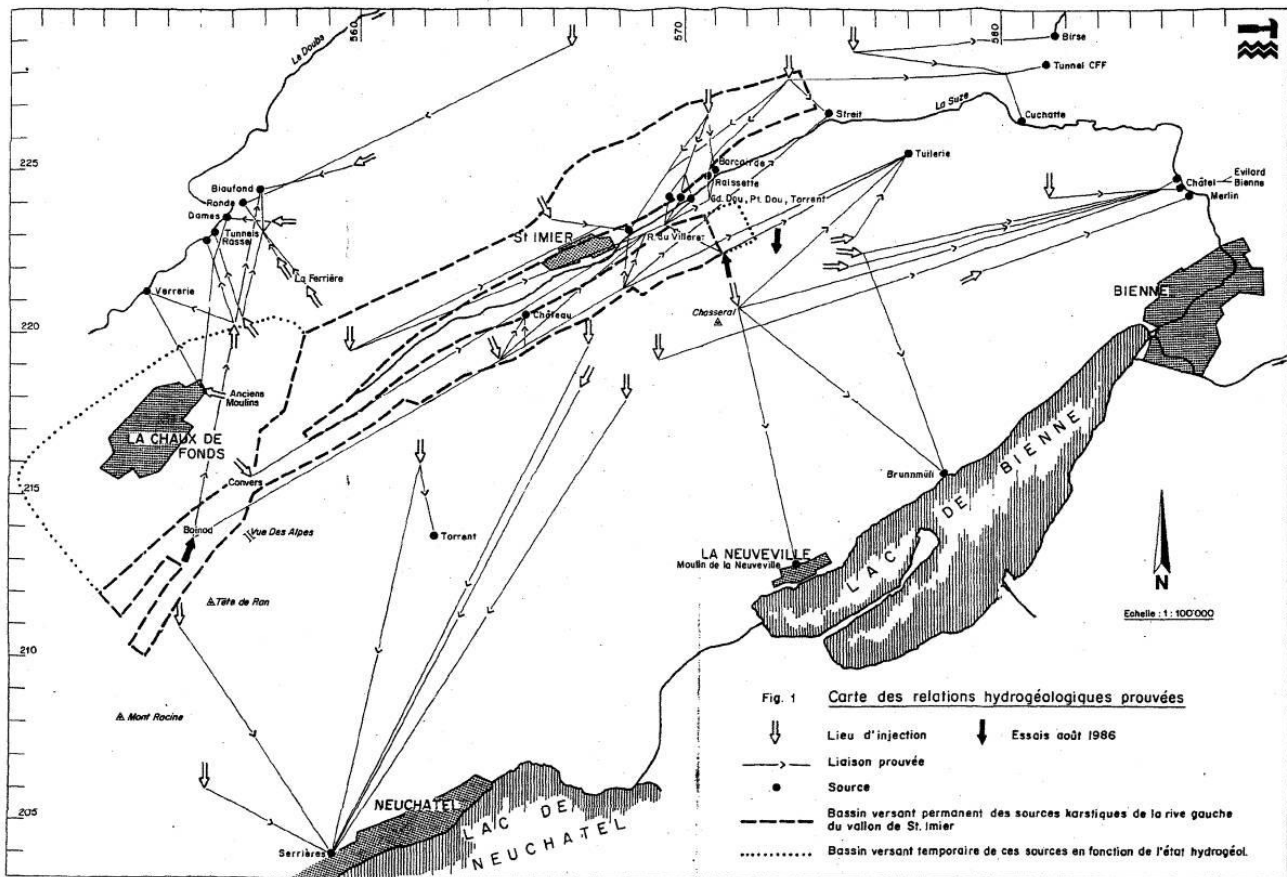 560
570
580
Le Doubs
Birse
Tunnel CFF
La Suze
Streit
Cuchatte
225
Biaufond
Ronde
Dames
Tunnels
Rasse
La Ferrière
Verrerie
Raissette
Gd. Dou, Pt. Dou, Torrent
R. du Villeret
St IMIER
Tuilerie
Châtel
Evilard
Bienne
Merlin
BIENNE
220
Château
Chasseral
Anciens
Moulins
LA CHAUX DE
FONDS
Convers
215
Boinod
Vue Des Alpes
Torrent
Brunnmüli
LAC DE BIENNE
LA NEUVEVILLE
Moulin de la Neuveville
N
Echelle : 1 : 100'000
Tête de Ran
210
Mont Racine
205
NEUCHATEL
Serrières
LAC DE
NEUCHATEL
Fig. 1 Carte des relations hydrogéologiques prouvées
Lieu d'injection
Essais août 1986
Liaison prouvée
Source
Bassin versant permanent des sources karstiques de la rive gauche
du vallon de St. Imier
Bassin versant temporaire de ces sources en fonction de l'état hydrogéol.